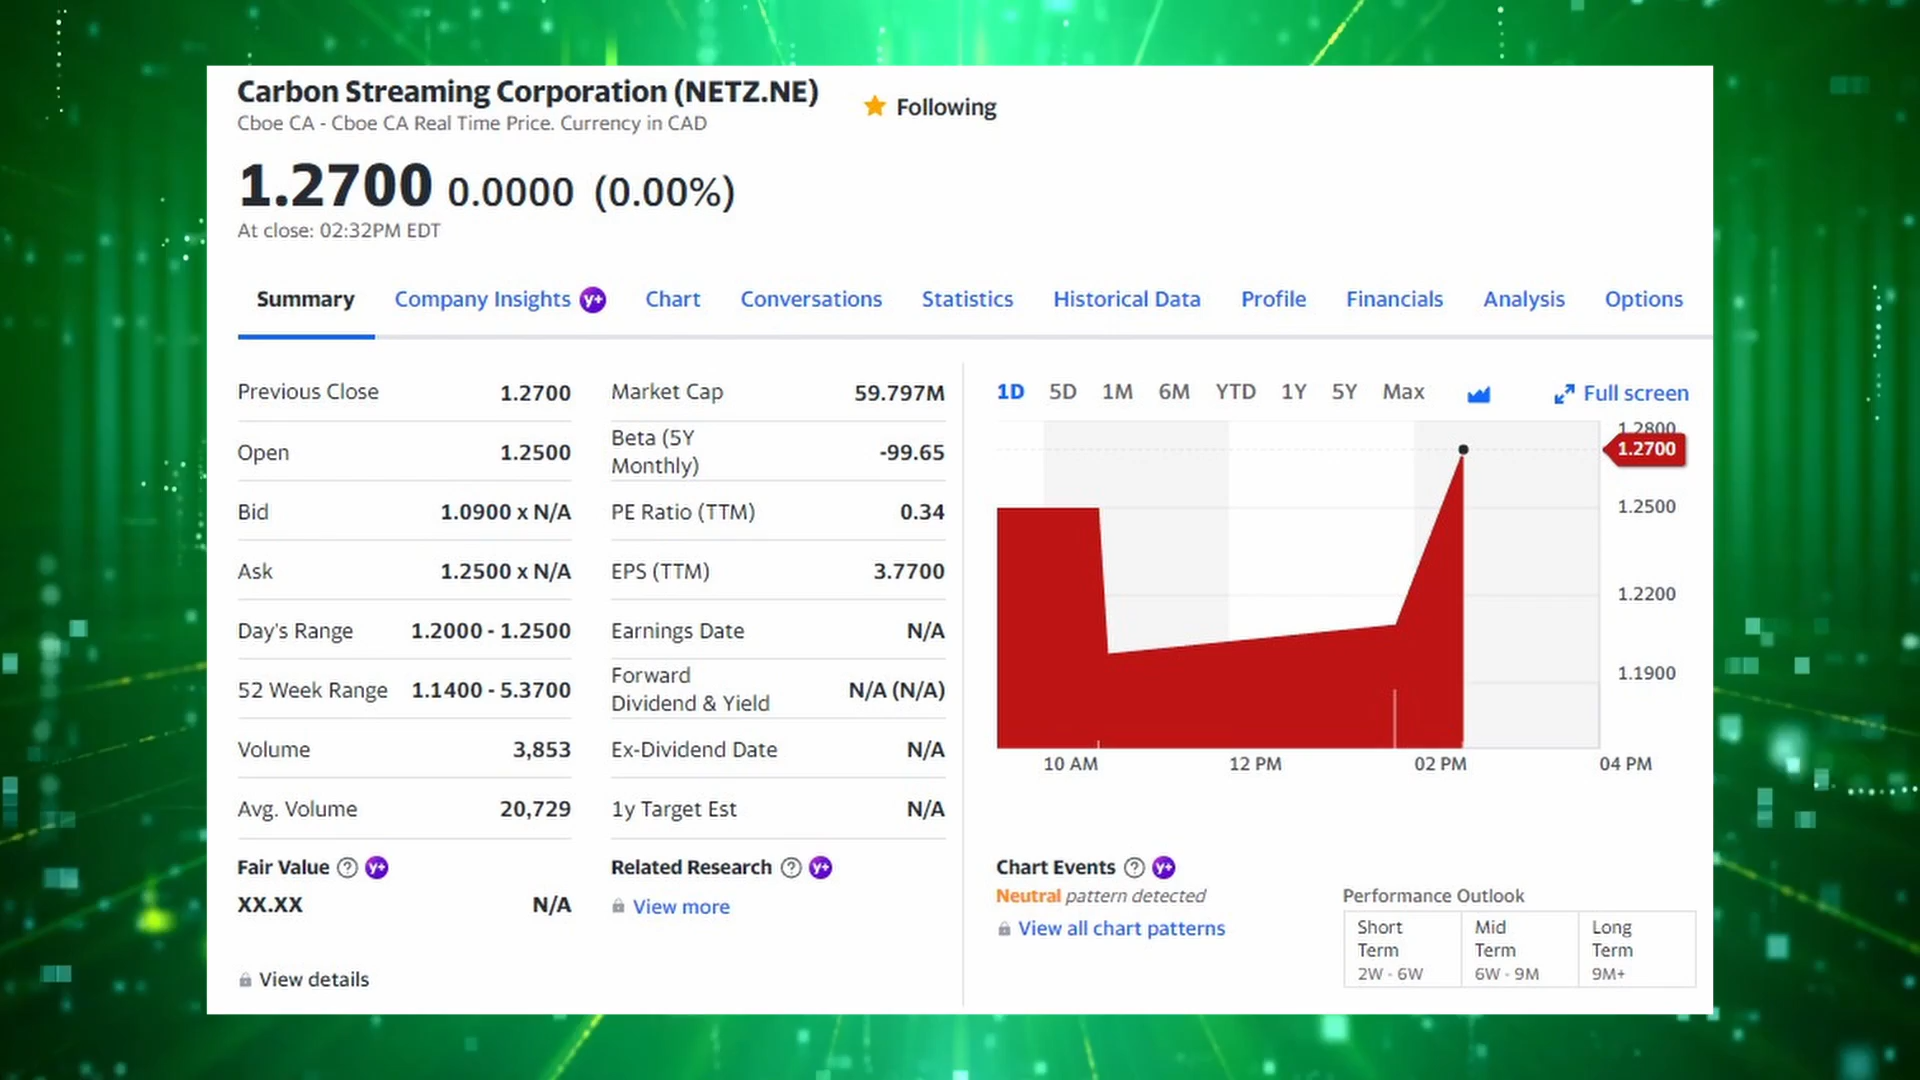 Carbon Streaming Corporation (NETZ.NE)
Following
Cboe CA - Cboe CA Real Time Price. Currency in CAD
1.2700 0.0000 (0.00%)
At close: 02:32PM EDT
Summary Company Insights y+ Chart Conversations Statistics Historical Data Profile Financials Analysis Options
Previous Close 1.2700
Open 1.2500
Bid 1.0900 x N/A
Ask 1.2500 x N/A
Day's Range 1.2000 - 1.2500
52 Week Range 1.1400 - 5.3700
Volume 3,853
Avg. Volume 20,729
Market Cap 59.797M
Beta (5Y
Monthly) -99.65
PE Ratio (TTM) 0.34
EPS (TTM) 3.7700
Earnings Date N/A
Forward
Dividend & Yield N/A (N/A)
Ex-Dividend Date N/A
1y Target Est N/A
Fair Value ? y+
XX.XX N/A
View details
Related Research ? y+
View more
1D 5D 1M 6M YTD 1Y 5Y Max Full screen
1.2800
1.2700
1.2500
1.2200
1.1900
10 AM 12 PM 02 PM 04 PM
Chart Events ? y+
Neutral pattern detected
View all chart patterns
Performance Outlook
Short
Term
2W - 6W
Mid
Term
6W - 9M
Long
Term
9M+